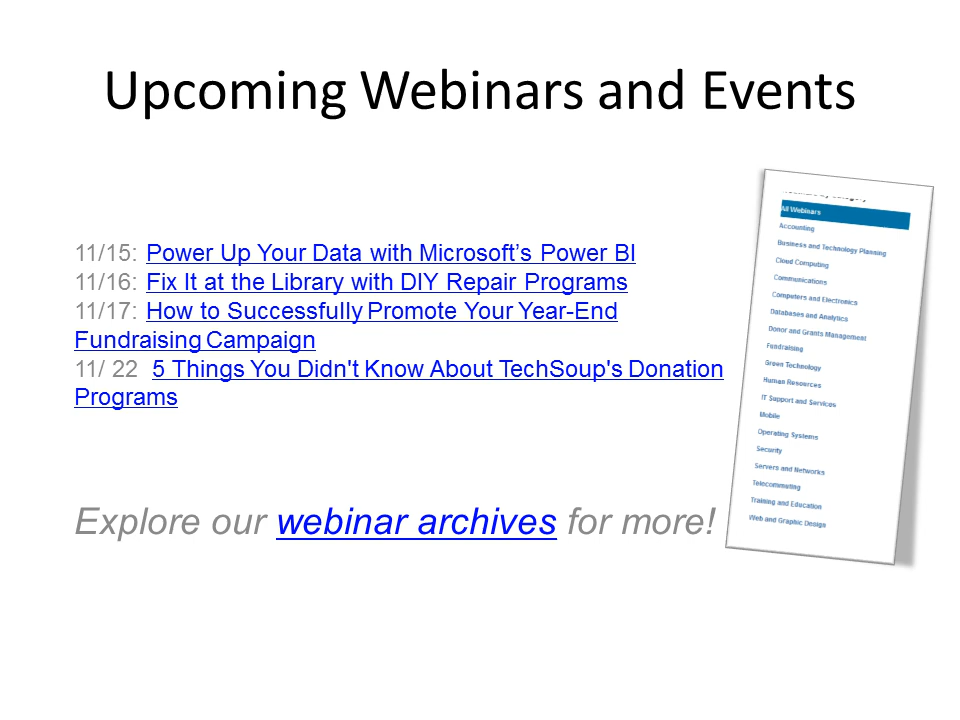 Upcoming Webinars and Events
11/15: Power Up Your Data with Microsoft’s Power BI
11/16: Fix It at the Library with DIY Repair Programs
11/17: How to Successfully Promote Your Year-End
Fundraising Campaign
11/ 22 5 Things You Didn't Know About TechSoup's Donation
Programs
Explore our webinar archives for more!
All Webinars
Accounting
Business and Technology Planning
Cloud Computing
Communications
Computers and Electronics
Databases and Analytics
Donor and Grants Management
Fundraising
Green Technology
Human Resources
IT Support and Services
Mobile
Operating Systems
Security
Servers and Networks
Telecommuting
Training and Education
Web and Graphic Design